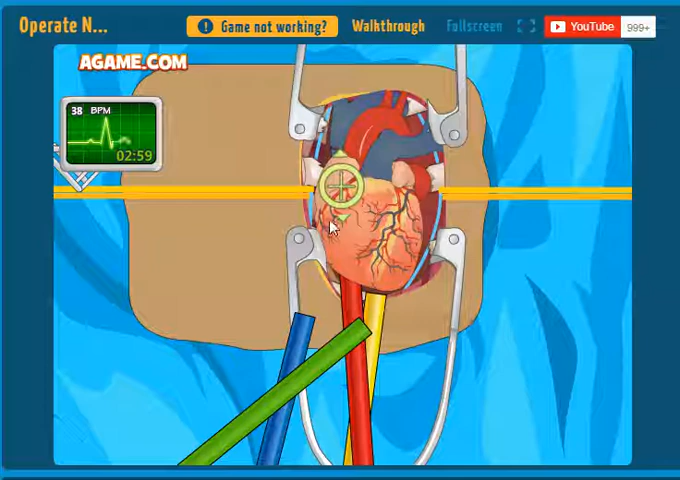 Operate N...
Game not working?
Walkthrough
Fullscreen
YouTube
999+
AGAME.COM
38 BPM
02:59